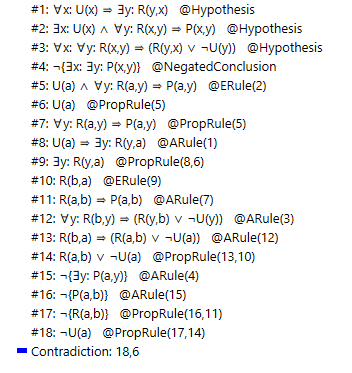 #1: ∀x: U(x) ⇒ ∃y: R(y,x) @Hypothesis
#2: ∃x: U(x) ∧ ∀y: R(x,y) ⇒ P(x,y) @Hypothesis
#3: ∀x: ∀y: R(x,y) ⇒ (R(y,x) ∨ ¬U(y)) @Hypothesis
#4: ¬{∃x: ∃y: P(x,y)} @NegatedConclusion
#5: U(a) ∧ ∀y: R(a,y) ⇒ P(a,y) @ERule(2)
#6: U(a) @PropRule(5)
#7: ∀y: R(a,y) ⇒ P(a,y) @PropRule(5)
#8: U(a) ⇒ ∃y: R(y,a) @ARule(1)
#9: ∃y: R(y,a) @PropRule(8,6)
#10: R(b,a) @ERule(9)
#11: R(a,b) ⇒ P(a,b) @ARule(7)
#12: ∀y: R(b,y) ⇒ (R(y,b) ∨ ¬U(y)) @ARule(3)
#13: R(b,a) ⇒ (R(a,b) ∨ ¬U(a)) @ARule(12)
#14: R(a,b) ∨ ¬U(a) @PropRule(13,10)
#15: ¬{∃y: P(a,y)} @ARule(4)
#16: ¬{P(a,b)} @ARule(15)
#17: ¬{R(a,b)} @PropRule(16,11)
#18: ¬U(a) @PropRule(17,14)
Contradiction: 18,6